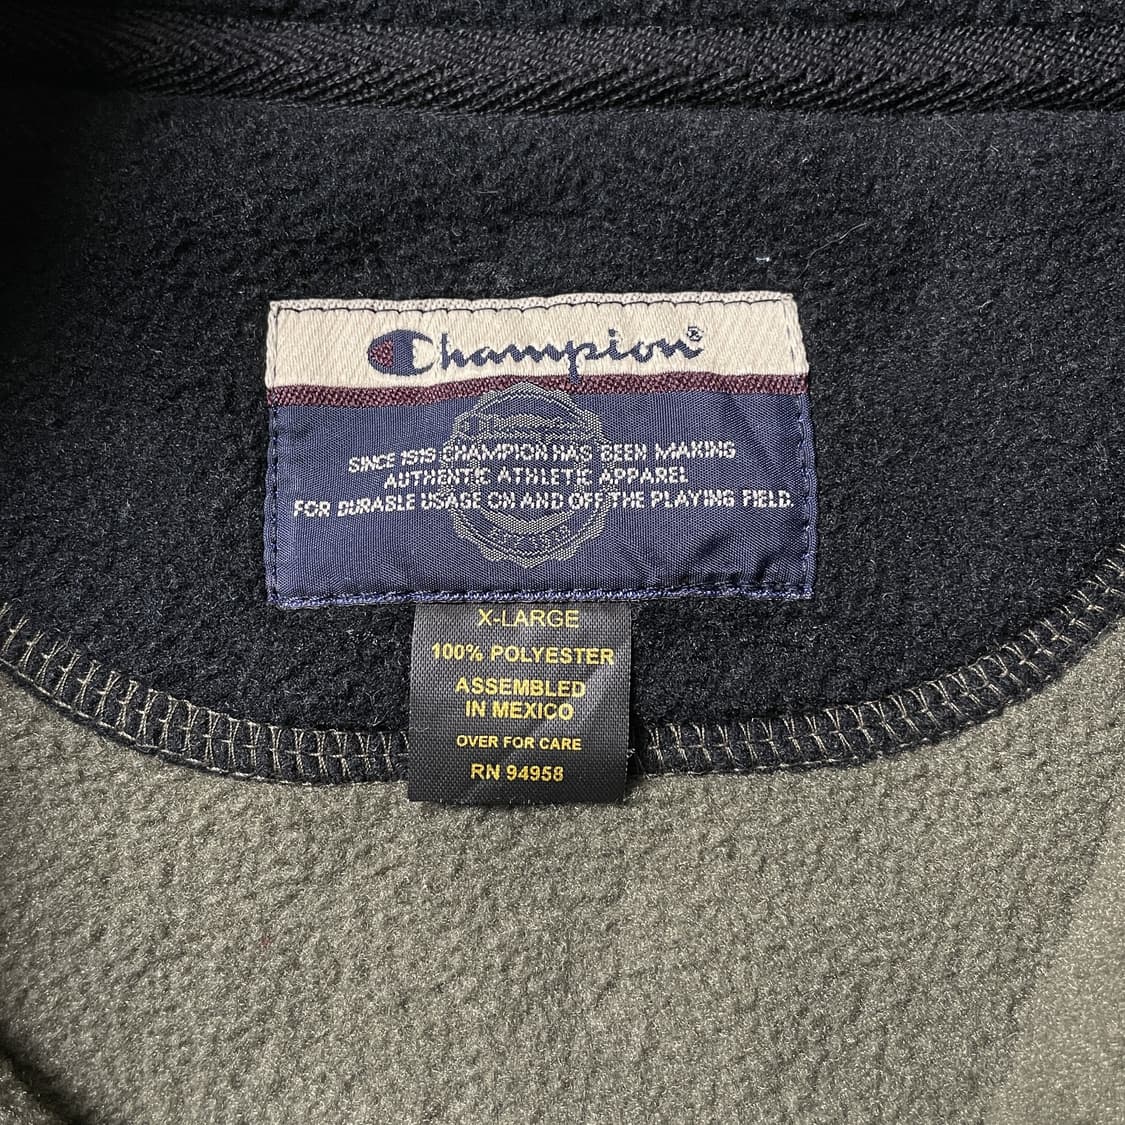 Champion®
SINCE 1919 CHAMPION HAS BEEN MAKING
AUTHENTIC ATHLETIC APPAREL
FOR DURABLE USAGE ON AND OFF THE PLAYING FIELD.
X-LARGE
100% POLYESTER
ASSEMBLED
IN MEXICO
OVER FOR CARE
RN 94958